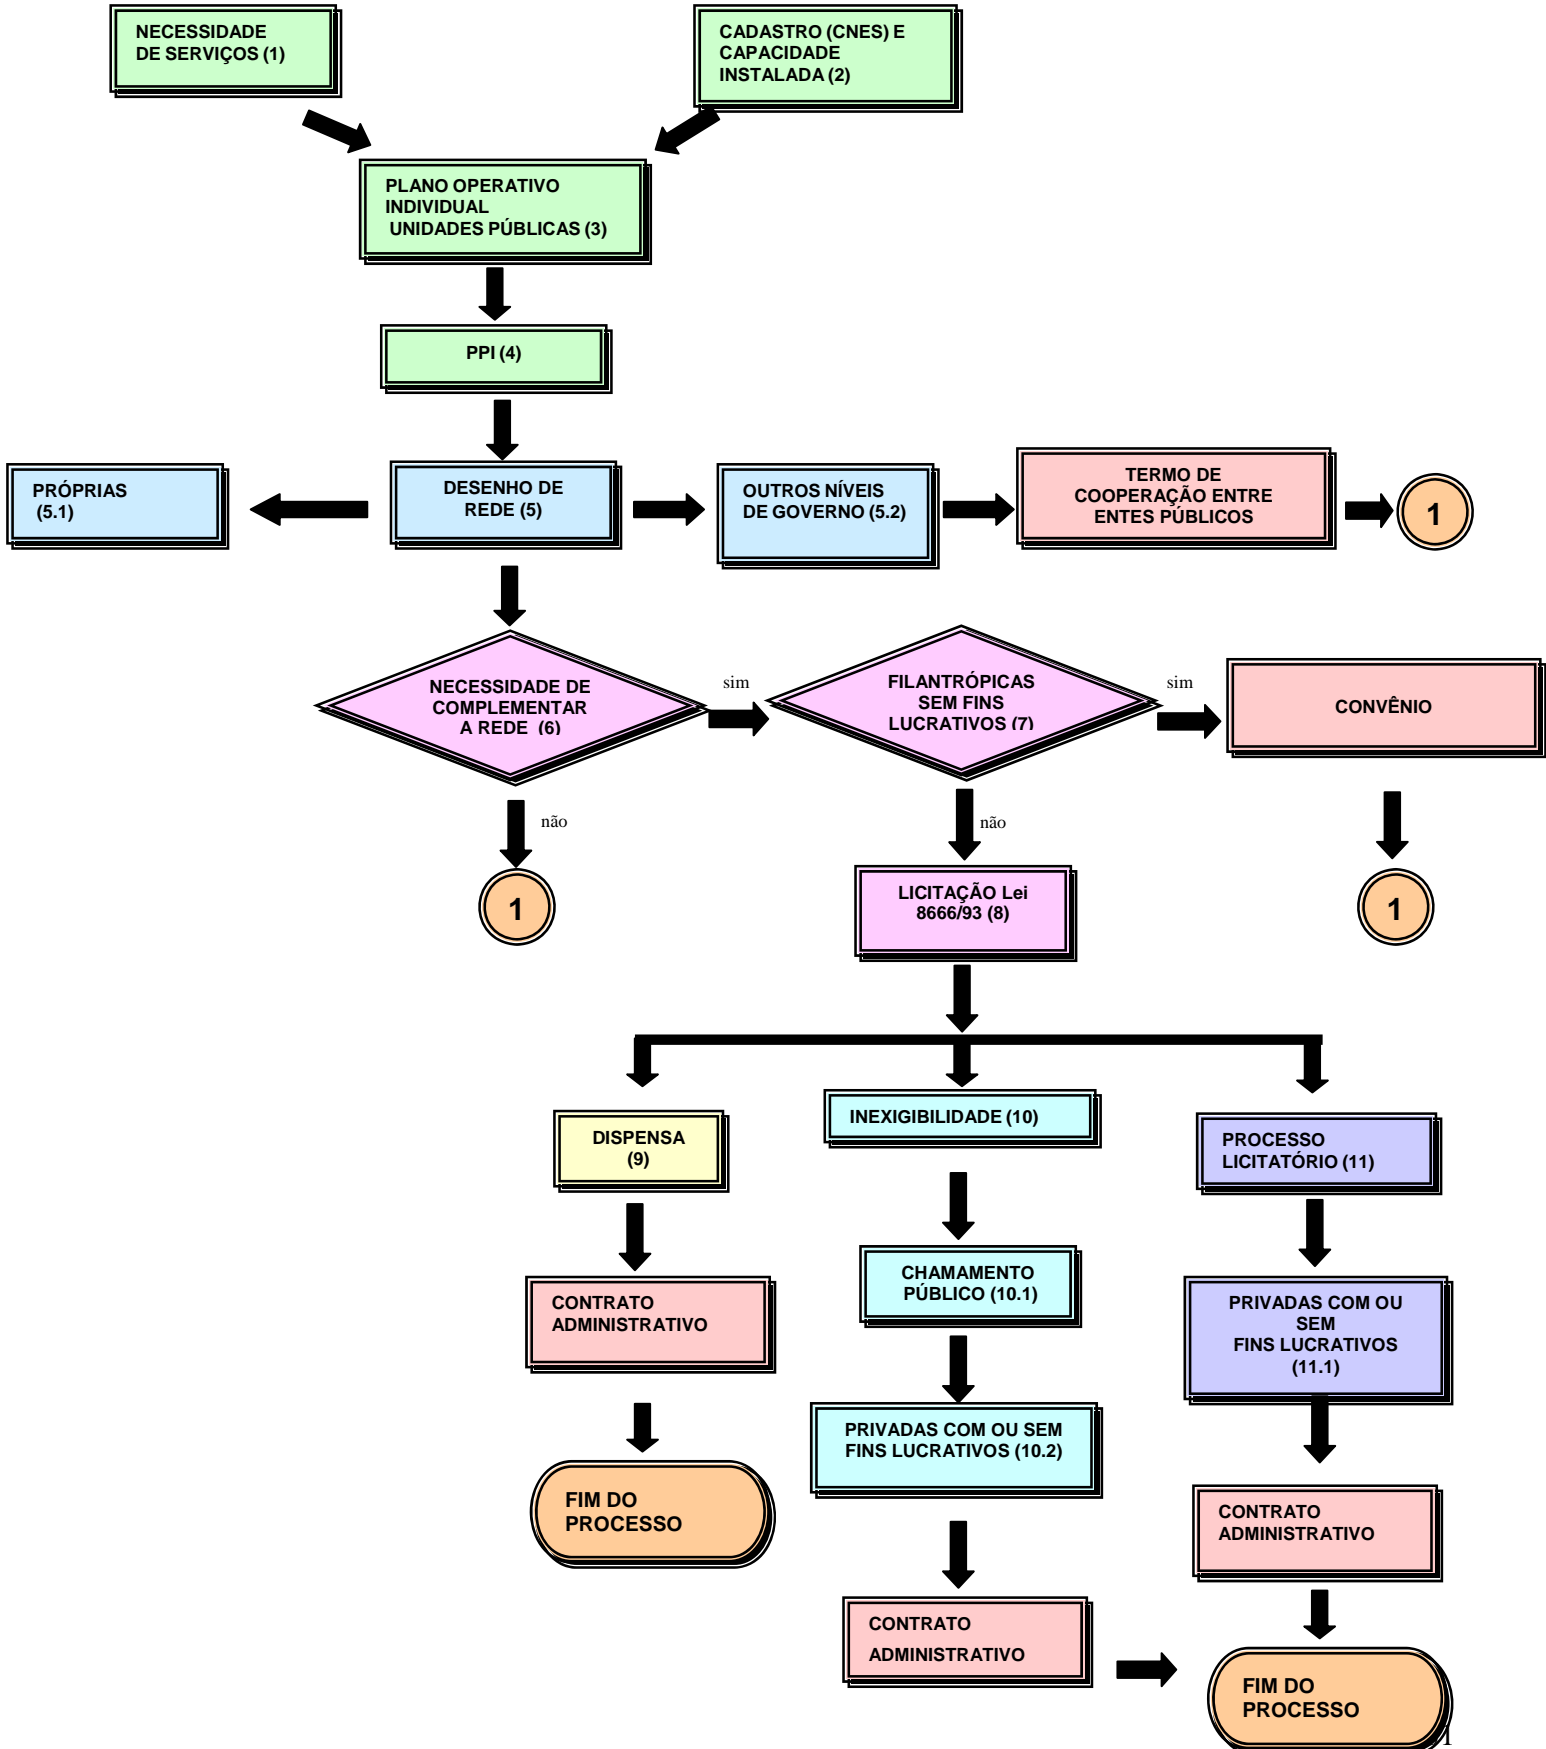 NECESSIDADE
DE SERVIÇOS (1)
CADASTRO (CNES) E
CAPACIDADE
INSTALADA (2)
PLANO OPERATIVO
INDIVIDUAL
UNIDADES PÚBLICAS (3)
PPI (4)
PRÓPRIAS
(5.1)
DESENHO DE
REDE (5)
OUTROS NÍVEIS
DE GOVERNO (5.2)
TERMO DE
COOPERAÇÃO ENTRE
ENTES PÚBLICOS
1
NECESSIDADE DE
COMPLEMENTAR
A REDE (6)
sim
FILANTRÓPICAS
SEM FINS
LUCRATIVOS (7)
sim
CONVÊNIO
não
não
1
LICITAÇÃO Lei
8666/93 (8)
1
DISPENSA
(9)
INEXIGIBILIDADE (10)
PROCESSO
LICITATÓRIO (11)
CONTRATO
ADMINISTRATIVO
CHAMAMENTO
PÚBLICO (10.1)
PRIVADAS COM OU
SEM
FINS LUCRATIVOS
(11.1)
PRIVADAS COM OU SEM
FINS LUCRATIVOS (10.2)
FIM DO
PROCESSO
CONTRATO
ADMINISTRATIVO
CONTRATO
ADMINISTRATIVO
FIM DO
PROCESSO